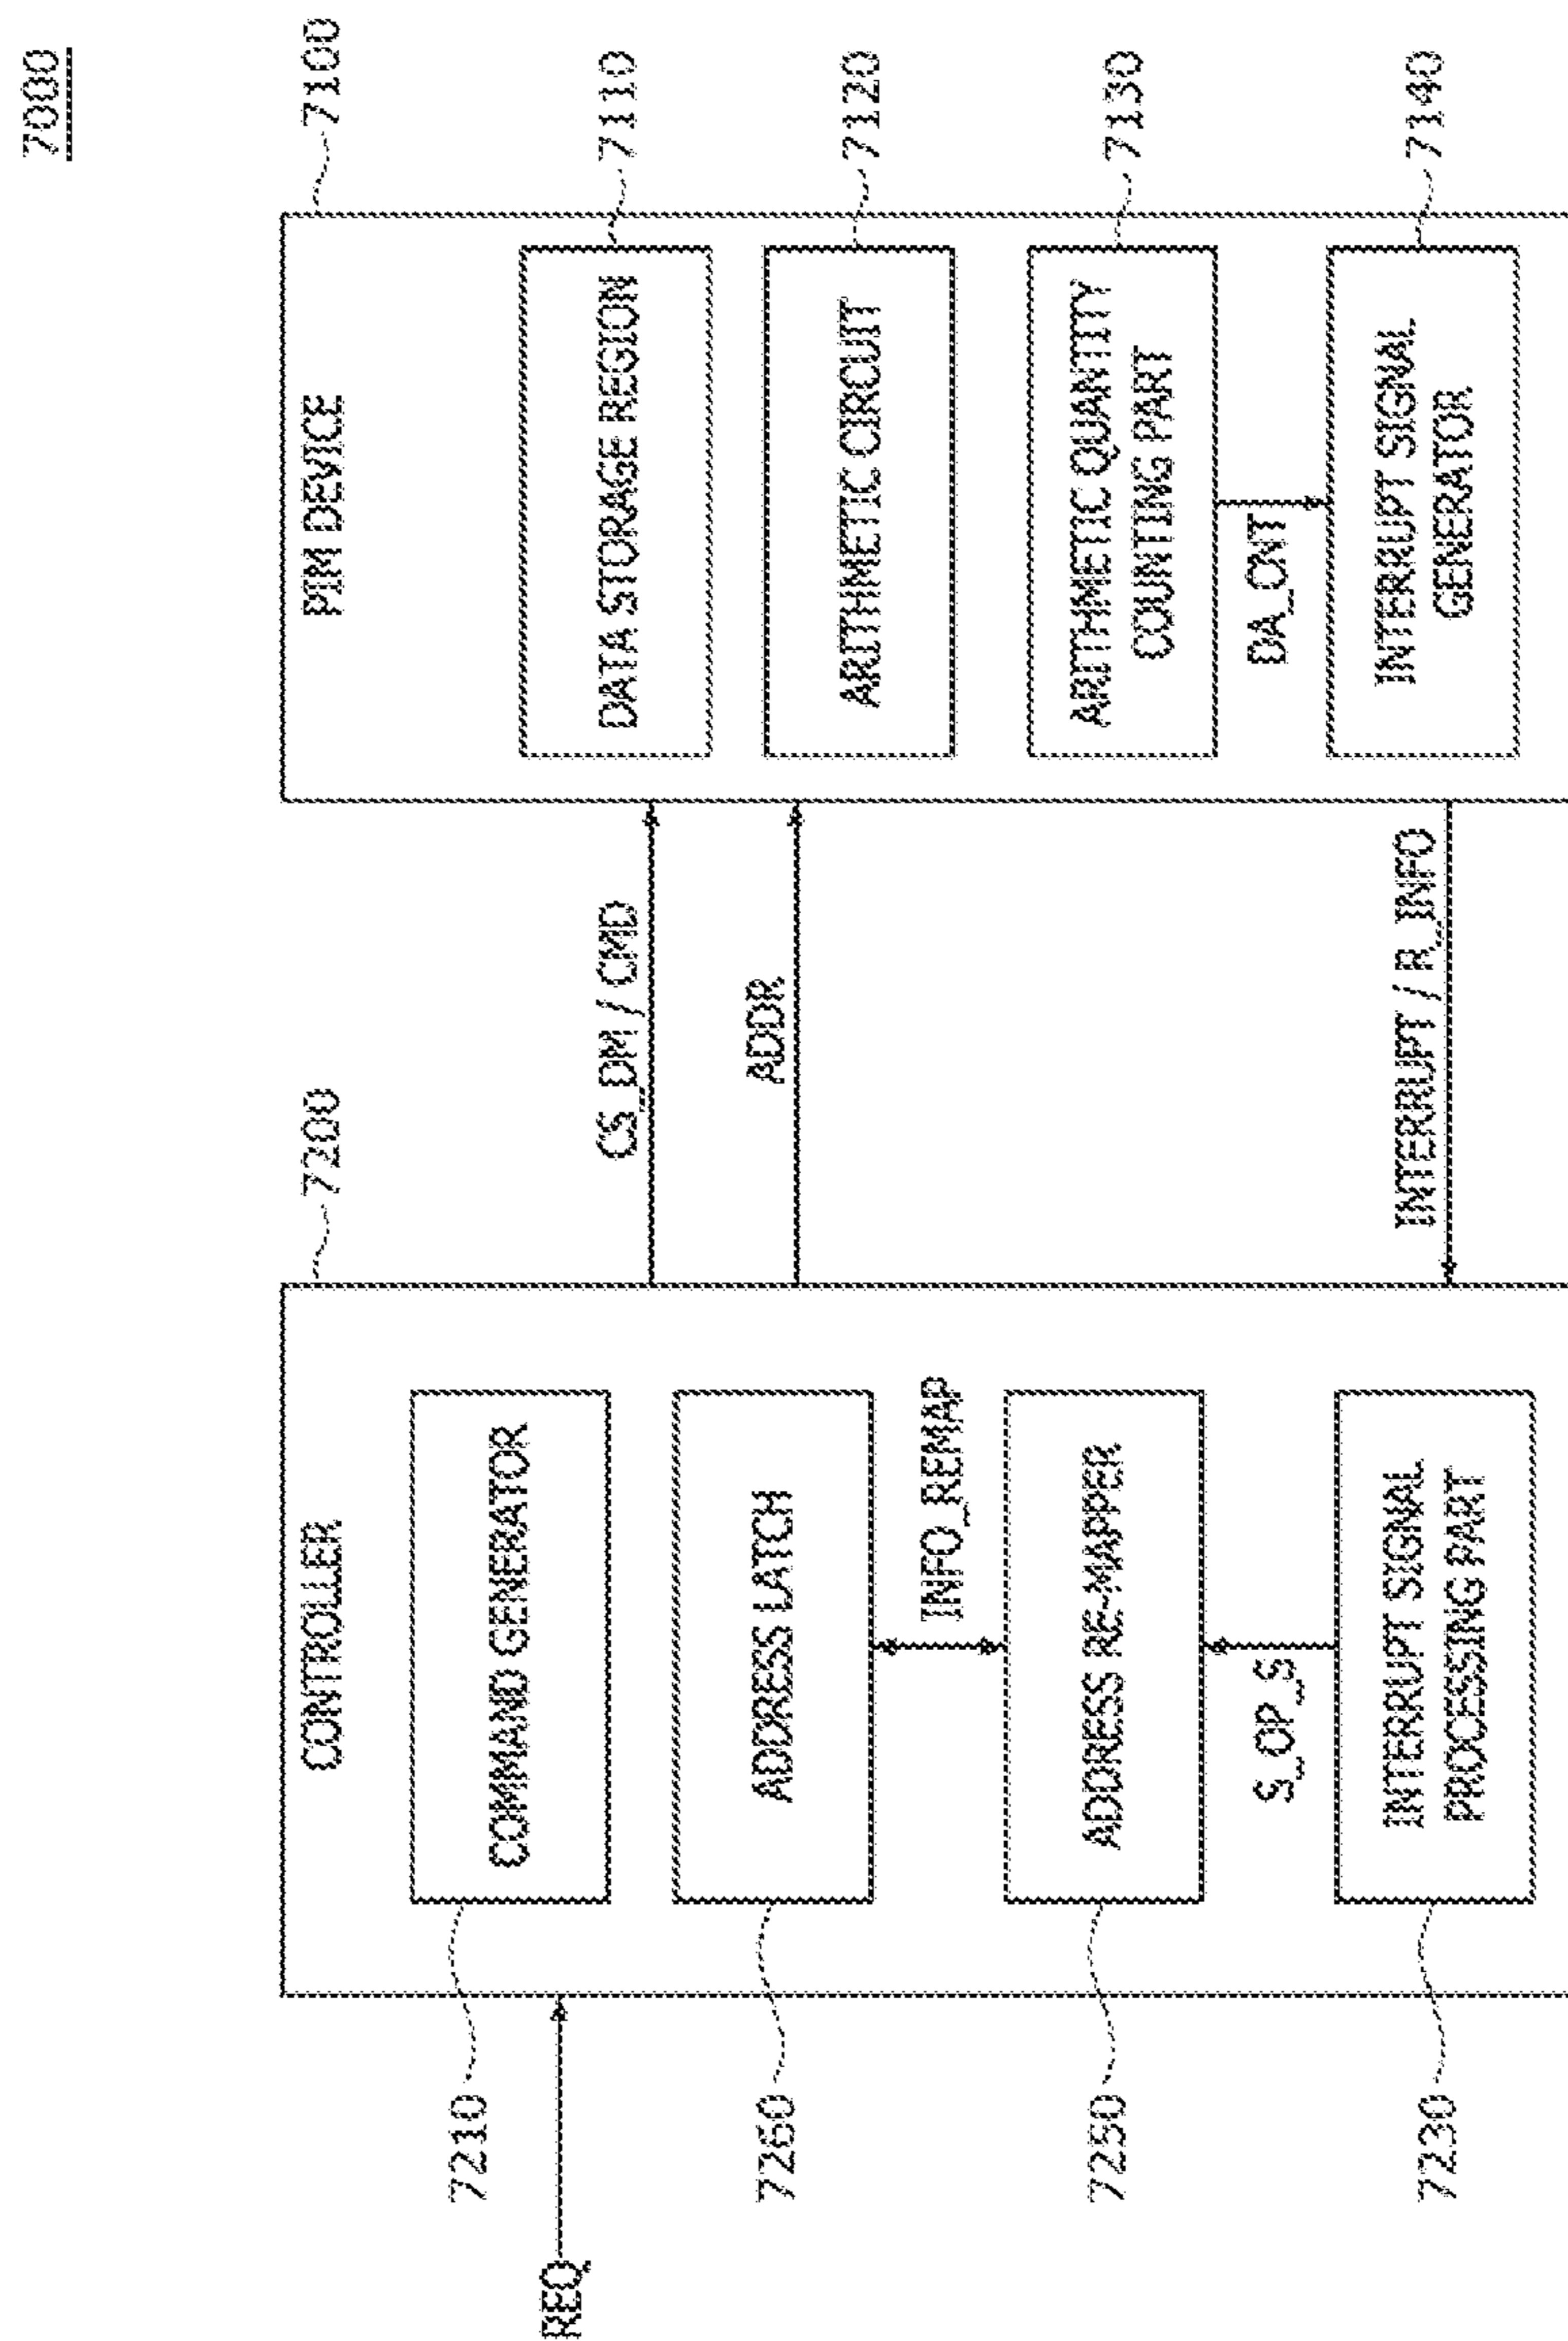 7000
CONTROLLER
7200
PIM DEVICE
7100
REQ
7210
COMMAND GENERATOR
CS_DM / CMD
DATA STORAGE REGION
7110
7260
ADDRESS LATCH
ADDR
ARITHMETIC CIRCUIT
7120
INFO_REMAP
7250
ADDRESS RE-MAPPER
ARITHMETIC QUANTITY
COUNTING PART
7130
S_OP_S
DA_CNT
7230
INTERRUPT SIGNAL
PROCESSING PART
INTERRUPT / R_INFO
INTERRUPT SIGNAL
GENERATOR
7140